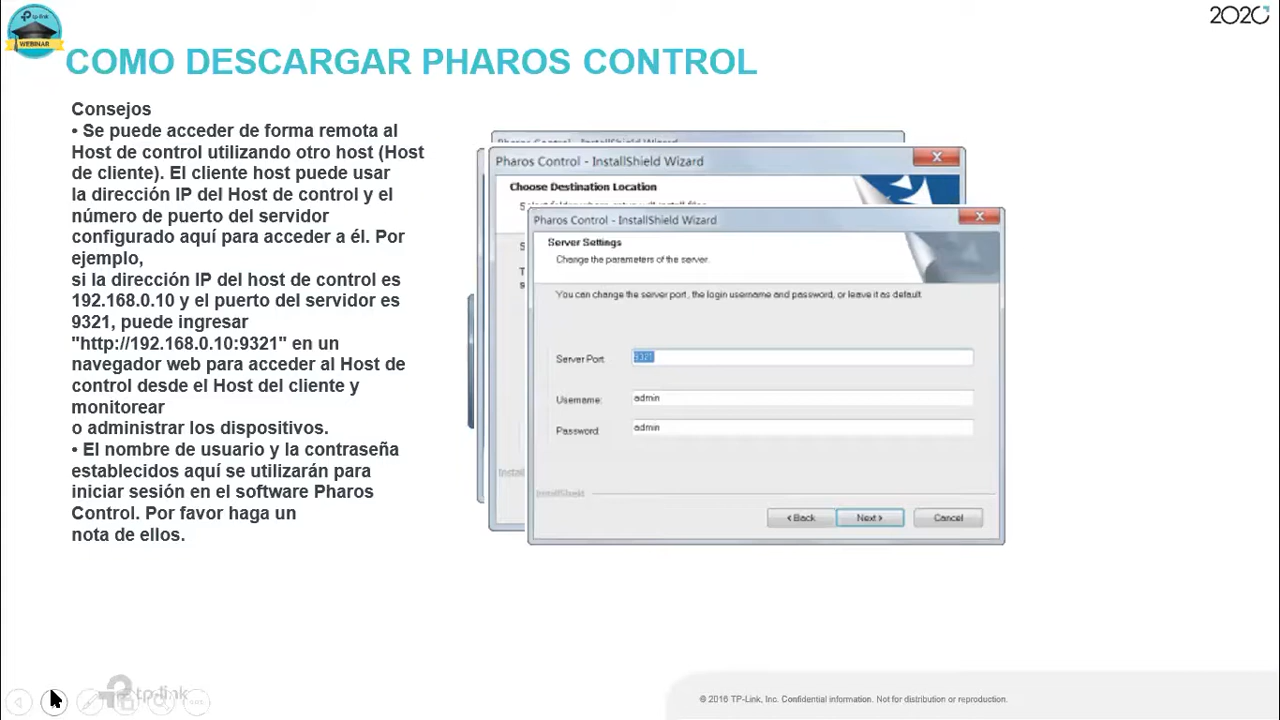 tp-link
WEBINAR
2020
COMO DESCARGAR PHAROS CONTROL
Consejos
• Se puede acceder de forma remota al
Host de control utilizando otro host (Host
de cliente). El cliente host puede usar
la dirección IP del Host de control y el
número de puerto del servidor
configurado aquí para acceder a él. Por
ejemplo,
si la dirección IP del host de control es
192.168.0.10 y el puerto del servidor es
9321, puede ingresar
"http://192.168.0.10:9321" en un
navegador web para acceder al Host de
control desde el Host del cliente y
monitorear
o administrar los dispositivos.
• El nombre de usuario y la contraseña
establecidos aquí se utilizarán para
iniciar sesión en el software Pharos
Control. Por favor haga un
nota de ellos.
Pharos Control - InstallShield Wizard
Choose Destination Location
Pharos Control - InstallShield Wizard
Server Settings
Change the parameters of the server.
You can change the server port, the login username and password, or leave it as default
Server Port 9321
Username: admin
Password: admin
InstallShield
< Back Next > Cancel
tp-link
© 2016 TP-Link, Inc. Confidential information. Not for distribution or reproduction.